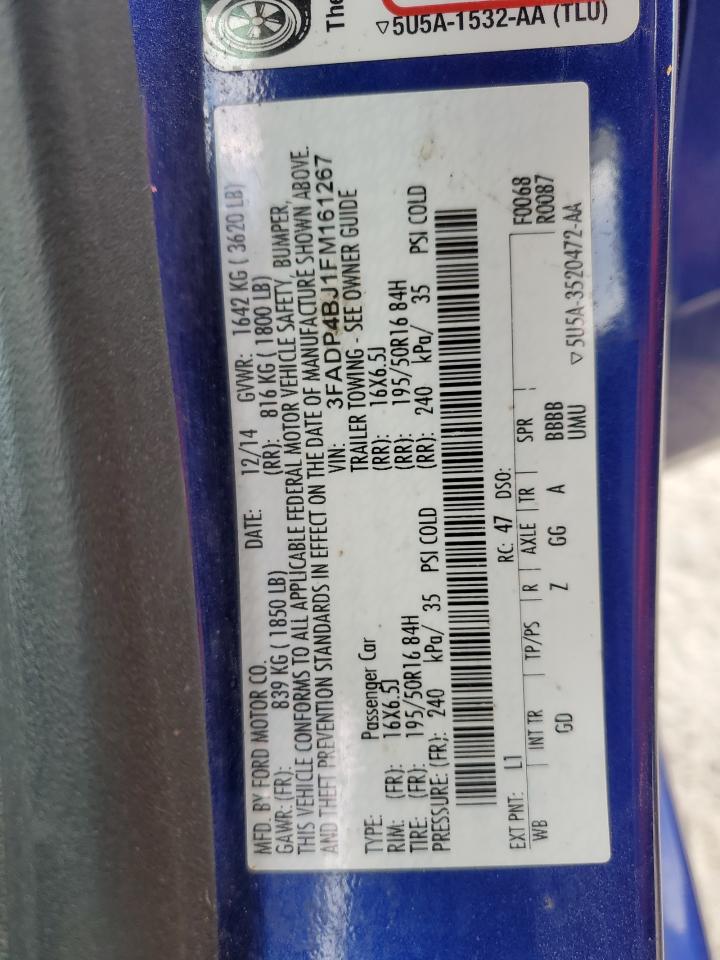 The
▽5U5A-1532-AA (TLU)
MFD. BY FORD MOTOR CO. DATE: 12/14 GVWR: 1642 KG ( 3620 LB)
GAWR: (FR): 839 KG ( 1850 LB) (RR): 816 KG ( 1800 LB)
THIS VEHICLE CONFORMS TO ALL APPLICABLE FEDERAL MOTOR VEHICLE SAFETY, BUMPER,
AND THEFT PREVENTION STANDARDS IN EFFECT ON THE DATE OF MANUFACTURE SHOWN ABOVE.
VIN: 3FADP4BJ1FM161267
TYPE: Passenger Car TRAILER TOWING - SEE OWNER GUIDE
RIM: (FR): 16X6.5J (RR): 16X6.5J
TIRE: (FR): 195/50R16 84H (RR): 195/50R16 84H
PRESSURE: (FR): 240 kPa/ 35 PSI COLD (RR): 240 kPa/ 35 PSI COLD
EXT PNT: L1 RC: 47 DSO: F0068
WB INT TR TP/PS R AXLE TR SPR R0087
GD Z GG A BBBB
UMU ▽5U5A-3520472-AA